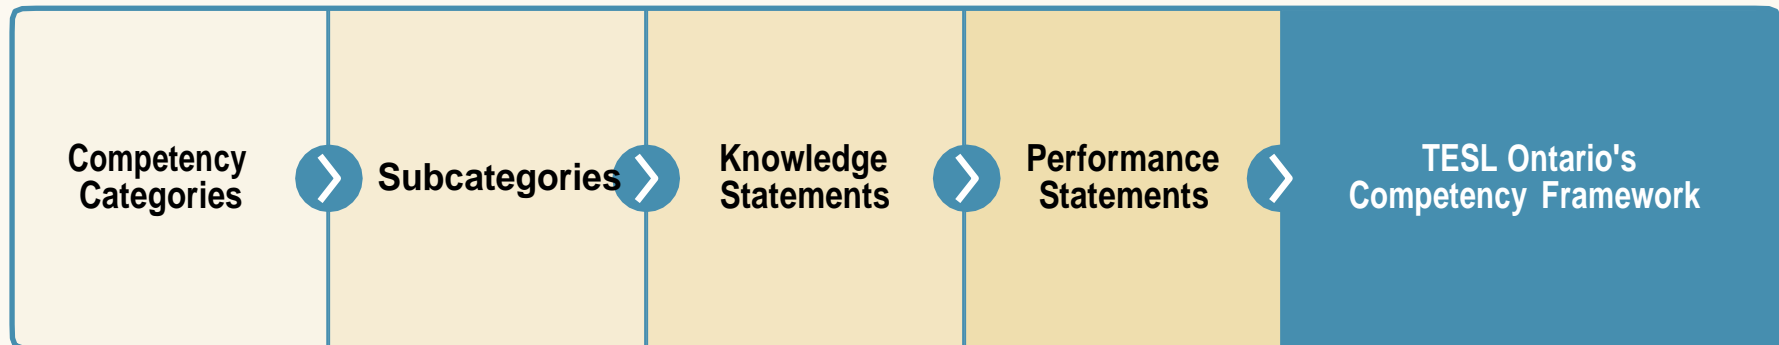 Competency
Categories
Subcategories
Knowledge
Statements
Performance
Statements
TESL Ontario's
Competency Framework